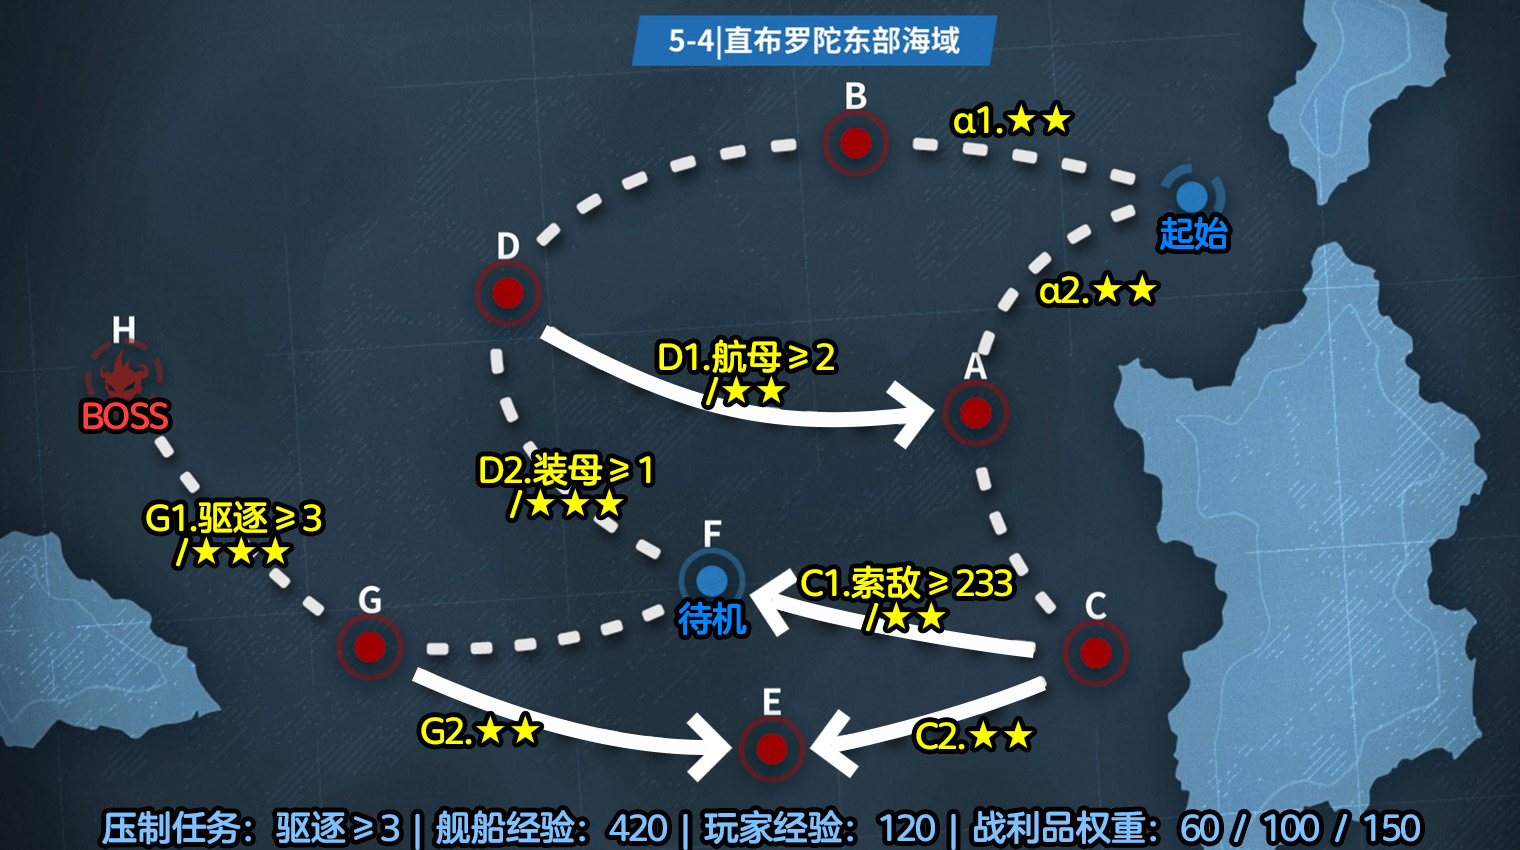 5-4|直布罗陀东部海域
B
α1.★★
起始
D
α2.★★
H
D1.航母≥2
/★★
A
BOSS
D2.装母≥1
/★★★
G1.驱逐≥3
/★★★
F
C1.索敌≥233
/★★
G
C
待机
E
G2.★★
C2.★★
压制任务：驱逐≥3 | 舰船经验：420 | 玩家经验：120 | 战利品权重：60 / 100 / 150